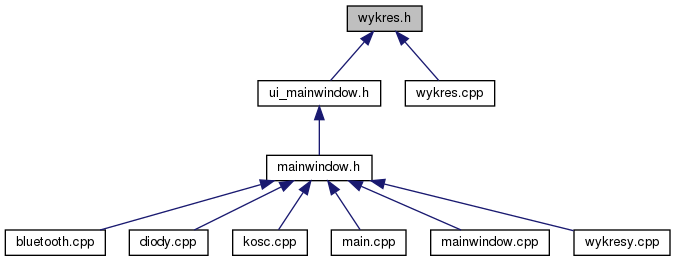 wykres.h
ui_mainwindow.h
wykres.cpp
mainwindow.h
bluetooth.cpp
diody.cpp
kosc.cpp
main.cpp
mainwindow.cpp
wykresy.cpp